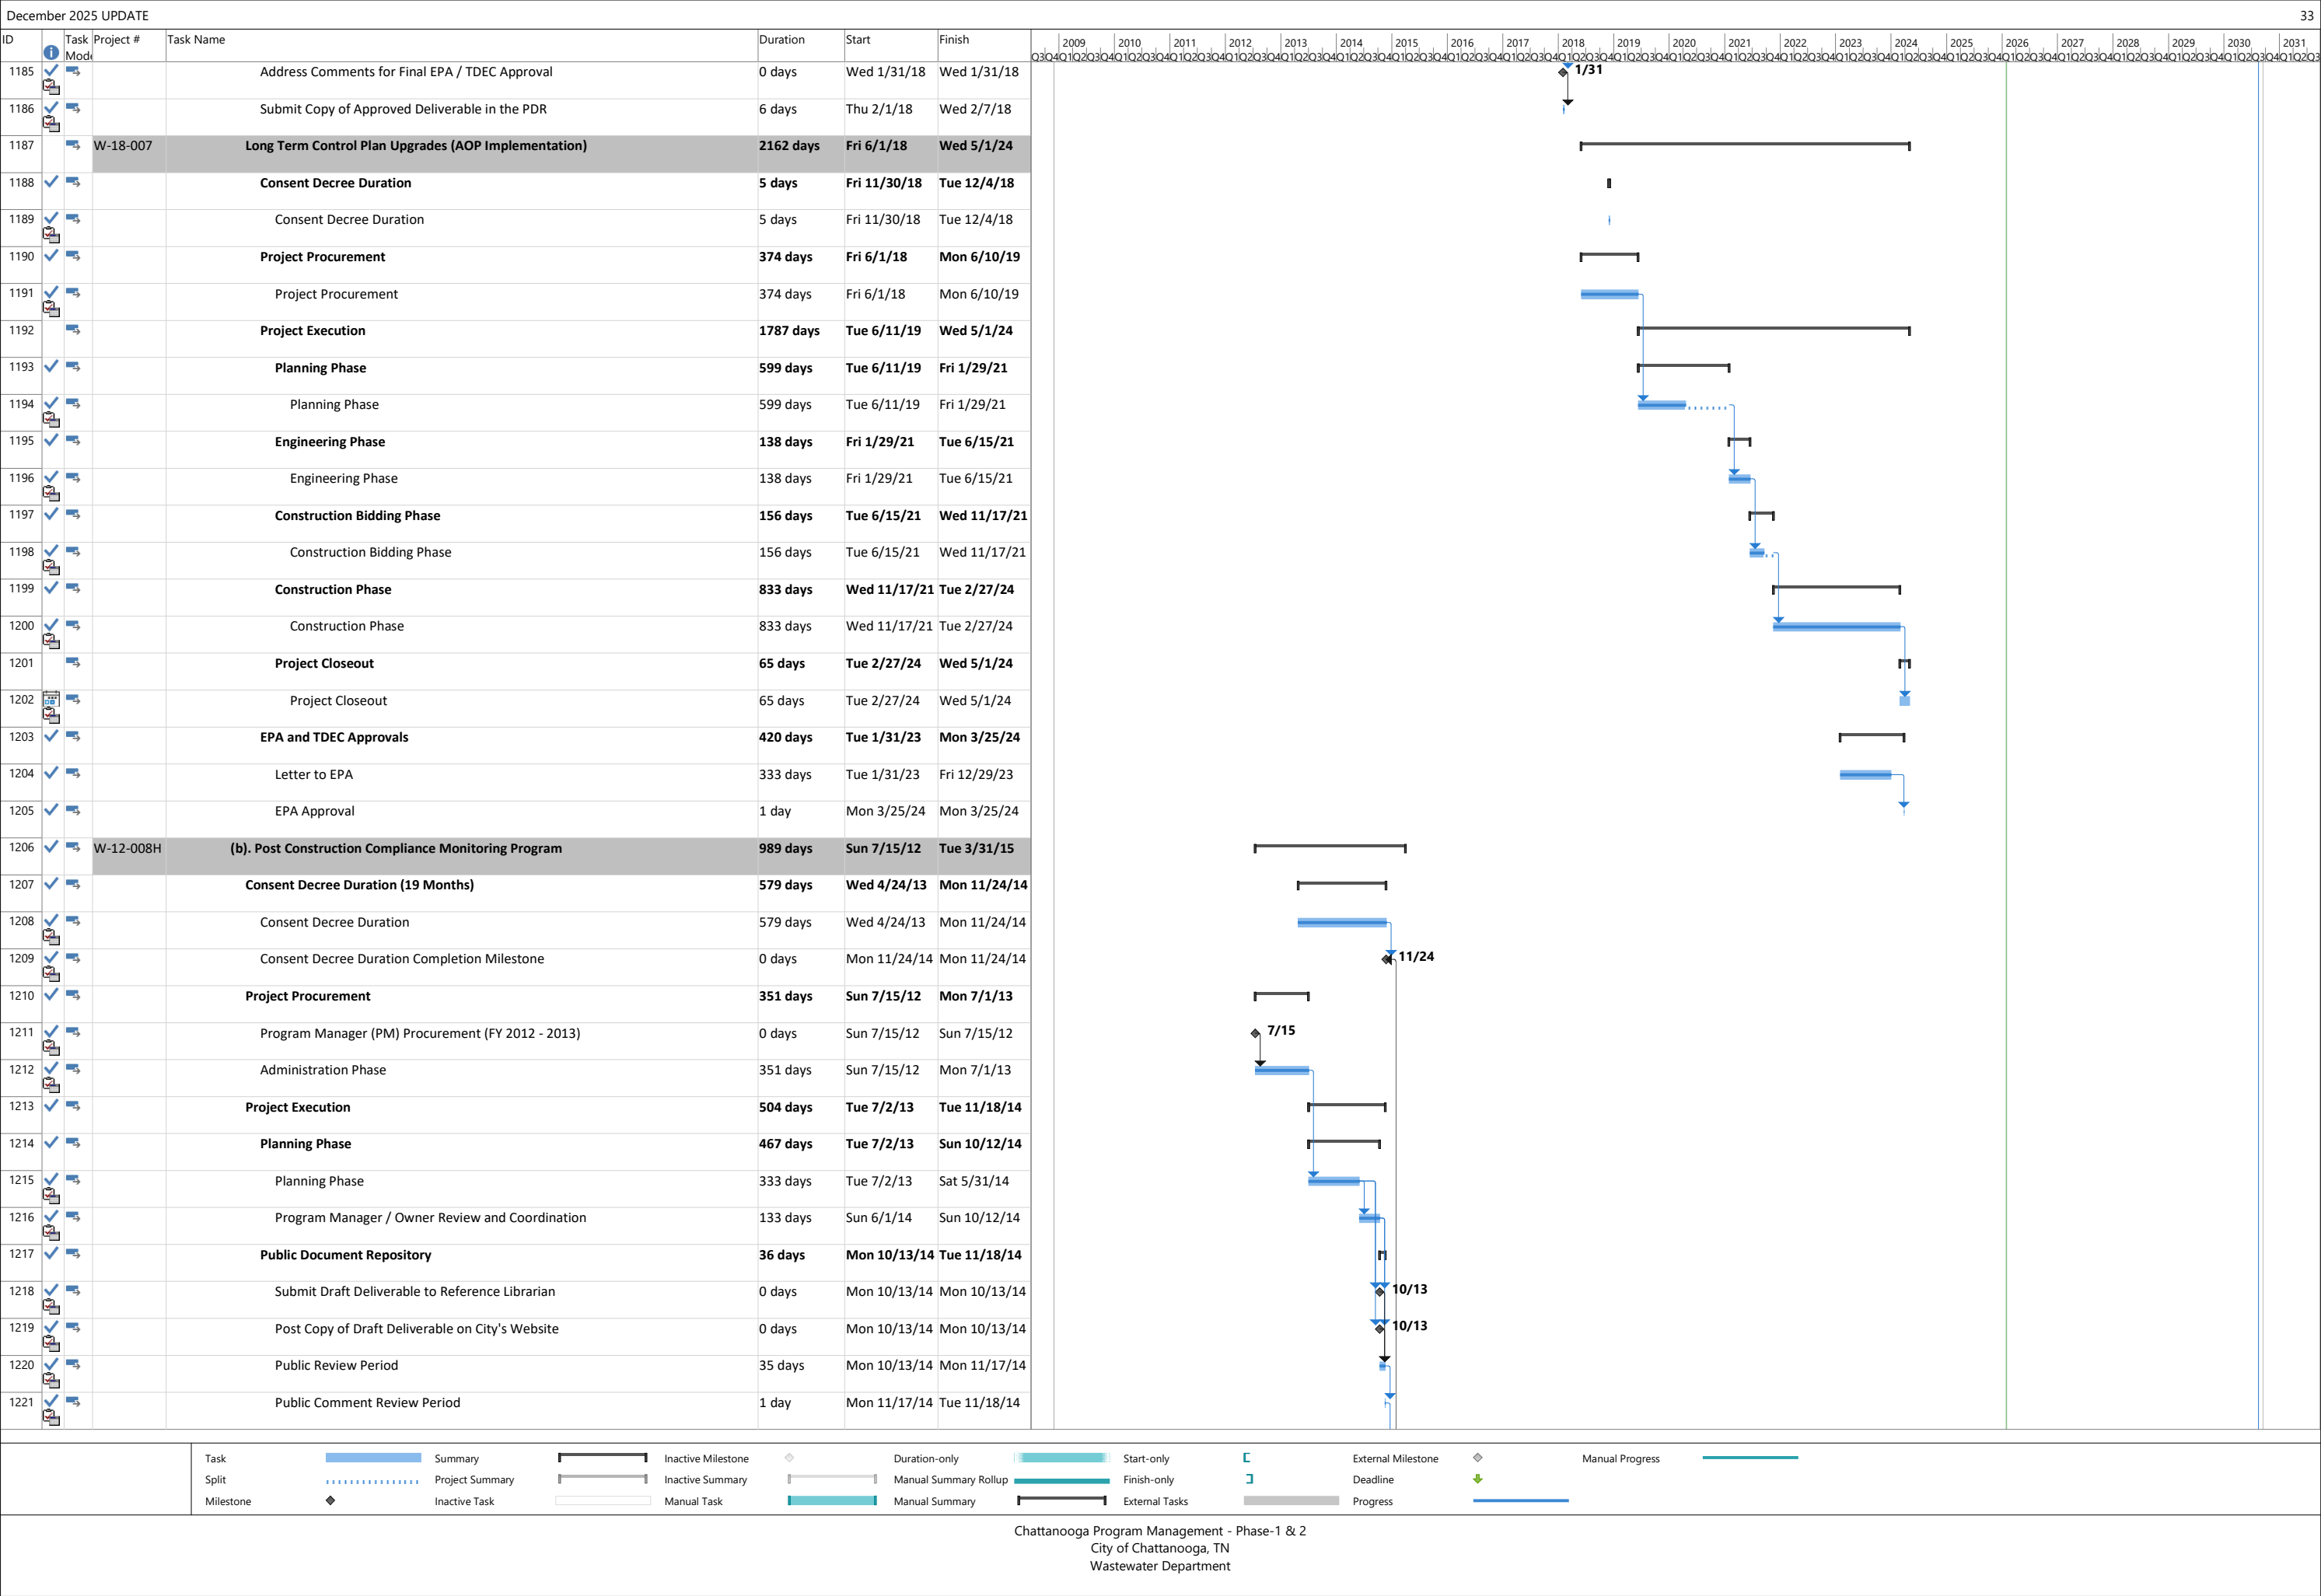 December 2025 UPDATE 33
ID Task Mode Project # Task Name Duration Start Finish
2009 2010 2011 2012 2013 2014 2015 2016 2017 2018 2019 2020 2021 2022 2023 2024 2025 2026 2027 2028 2029 2030 2031
1185 Address Comments for Final EPA / TDEC Approval 0 days Wed 1/31/18 Wed 1/31/18 1/31
1186 Submit Copy of Approved Deliverable in the PDR 6 days Thu 2/1/18 Wed 2/7/18
1187 W-18-007 Long Term Control Plan Upgrades (AOP Implementation) 2162 days Fri 6/1/18 Wed 5/1/24
1188 Consent Decree Duration 5 days Fri 11/30/18 Tue 12/4/18
1189 Consent Decree Duration 5 days Fri 11/30/18 Tue 12/4/18
1190 Project Procurement 374 days Fri 6/1/18 Mon 6/10/19
1191 Project Procurement 374 days Fri 6/1/18 Mon 6/10/19
1192 Project Execution 1787 days Tue 6/11/19 Wed 5/1/24
1193 Planning Phase 599 days Tue 6/11/19 Fri 1/29/21
1194 Planning Phase 599 days Tue 6/11/19 Fri 1/29/21
1195 Engineering Phase 138 days Fri 1/29/21 Tue 6/15/21
1196 Engineering Phase 138 days Fri 1/29/21 Tue 6/15/21
1197 Construction Bidding Phase 156 days Tue 6/15/21 Wed 11/17/21
1198 Construction Bidding Phase 156 days Tue 6/15/21 Wed 11/17/21
1199 Construction Phase 833 days Wed 11/17/21 Tue 2/27/24
1200 Construction Phase 833 days Wed 11/17/21 Tue 2/27/24
1201 Project Closeout 65 days Tue 2/27/24 Wed 5/1/24
1202 Project Closeout 65 days Tue 2/27/24 Wed 5/1/24
1203 EPA and TDEC Approvals 420 days Tue 1/31/23 Mon 3/25/24
1204 Letter to EPA 333 days Tue 1/31/23 Fri 12/29/23
1205 EPA Approval 1 day Mon 3/25/24 Mon 3/25/24
1206 W-12-008H (b). Post Construction Compliance Monitoring Program 989 days Sun 7/15/12 Tue 3/31/15
1207 Consent Decree Duration (19 Months) 579 days Wed 4/24/13 Mon 11/24/14
1208 Consent Decree Duration 579 days Wed 4/24/13 Mon 11/24/14
1209 Consent Decree Duration Completion Milestone 0 days Mon 11/24/14 Mon 11/24/14 11/24
1210 Project Procurement 351 days Sun 7/15/12 Mon 7/1/13
1211 Program Manager (PM) Procurement (FY 2012 - 2013) 0 days Sun 7/15/12 Sun 7/15/12 7/15
1212 Administration Phase 351 days Sun 7/15/12 Mon 7/1/13
1213 Project Execution 504 days Tue 7/2/13 Tue 11/18/14
1214 Planning Phase 467 days Tue 7/2/13 Sun 10/12/14
1215 Planning Phase 333 days Tue 7/2/13 Sat 5/31/14
1216 Program Manager / Owner Review and Coordination 133 days Sun 6/1/14 Sun 10/12/14
1217 Public Document Repository 36 days Mon 10/13/14 Tue 11/18/14
1218 Submit Draft Deliverable to Reference Librarian 0 days Mon 10/13/14 Mon 10/13/14 10/13
1219 Post Copy of Draft Deliverable on City's Website 0 days Mon 10/13/14 Mon 10/13/14 10/13
1220 Public Review Period 35 days Mon 10/13/14 Mon 11/17/14
1221 Public Comment Review Period 1 day Mon 11/17/14 Tue 11/18/14
Task Summary Inactive Milestone Duration-only Start-only External Milestone Manual Progress
Split Project Summary Inactive Summary Manual Summary Rollup Finish-only Deadline
Milestone Inactive Task Manual Task Manual Summary External Tasks Progress
Chattanooga Program Management - Phase-1 & 2
City of Chattanooga, TN
Wastewater Department